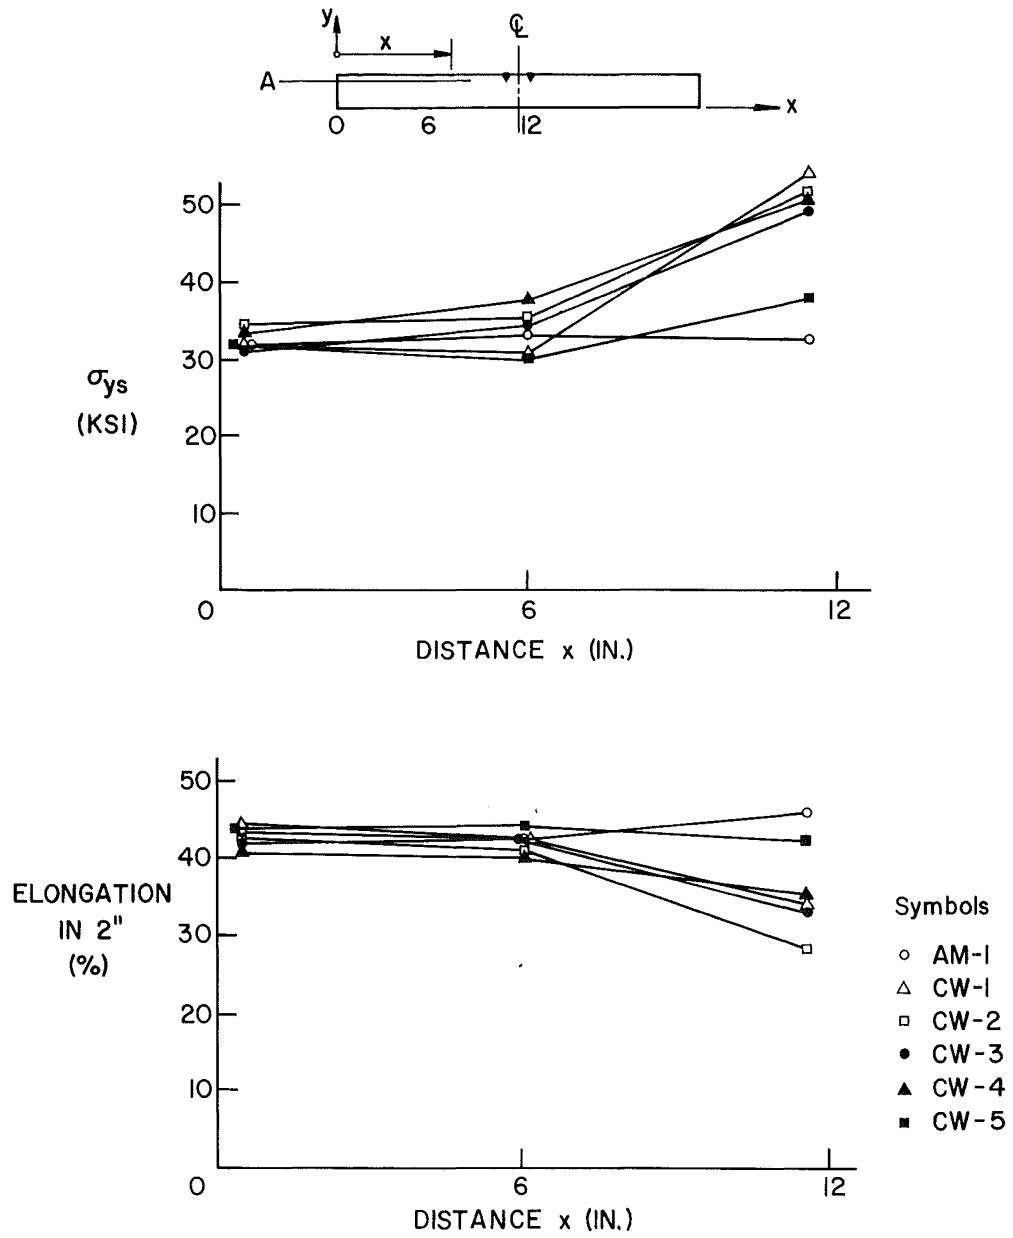 y
x
℄
A
x
0 6 12
50
40
30
20
10
0 6 12
σys
(KSI)
DISTANCE x (IN.)
50
40
30
20
10
0 6 12
ELONGATION
IN 2"
(%)
DISTANCE x (IN.)
Symbols
AM-1
CW-1
CW-2
CW-3
CW-4
CW-5